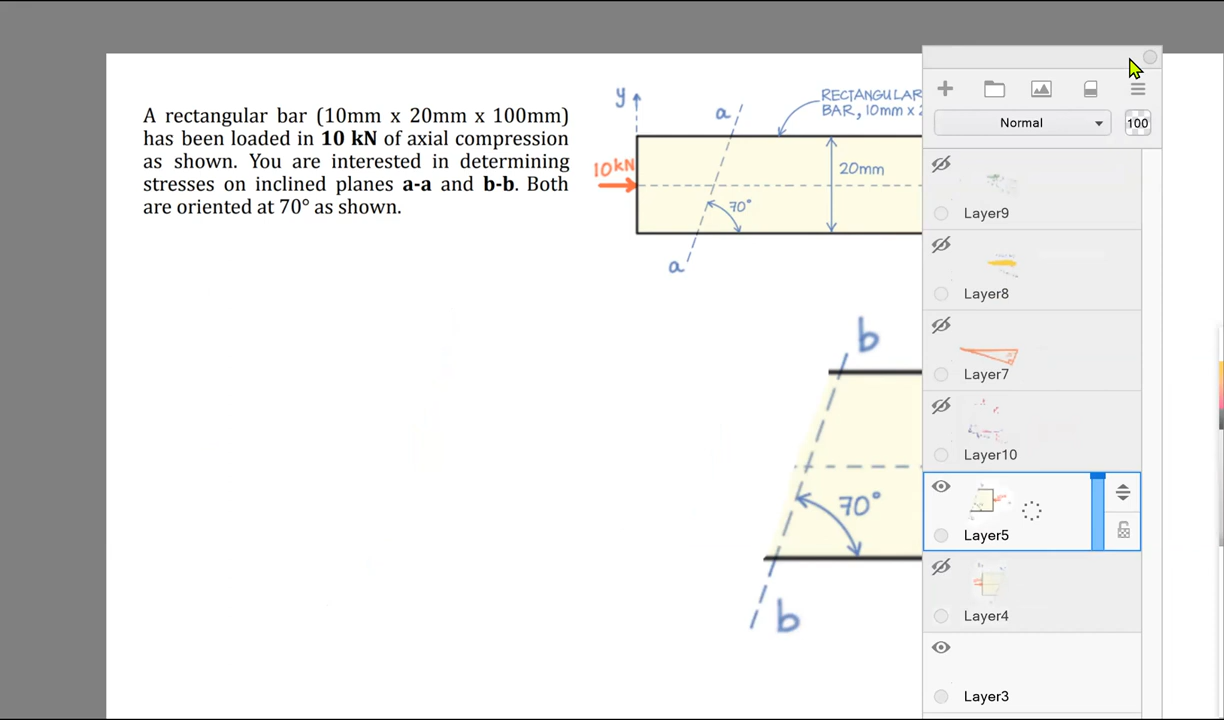 A rectangular bar (10mm x 20mm x 100mm)
has been loaded in 10 kN of axial compression
as shown. You are interested in determining
stresses on inclined planes a-a and b-b. Both
are oriented at 70° as shown.
y
a
RECTANGULAR
BAR, 10mm x 2
10kN
20mm
70°
a
b
70°
b
Normal
100
Layer9
Layer8
Layer7
Layer10
Layer5
Layer4
Layer3